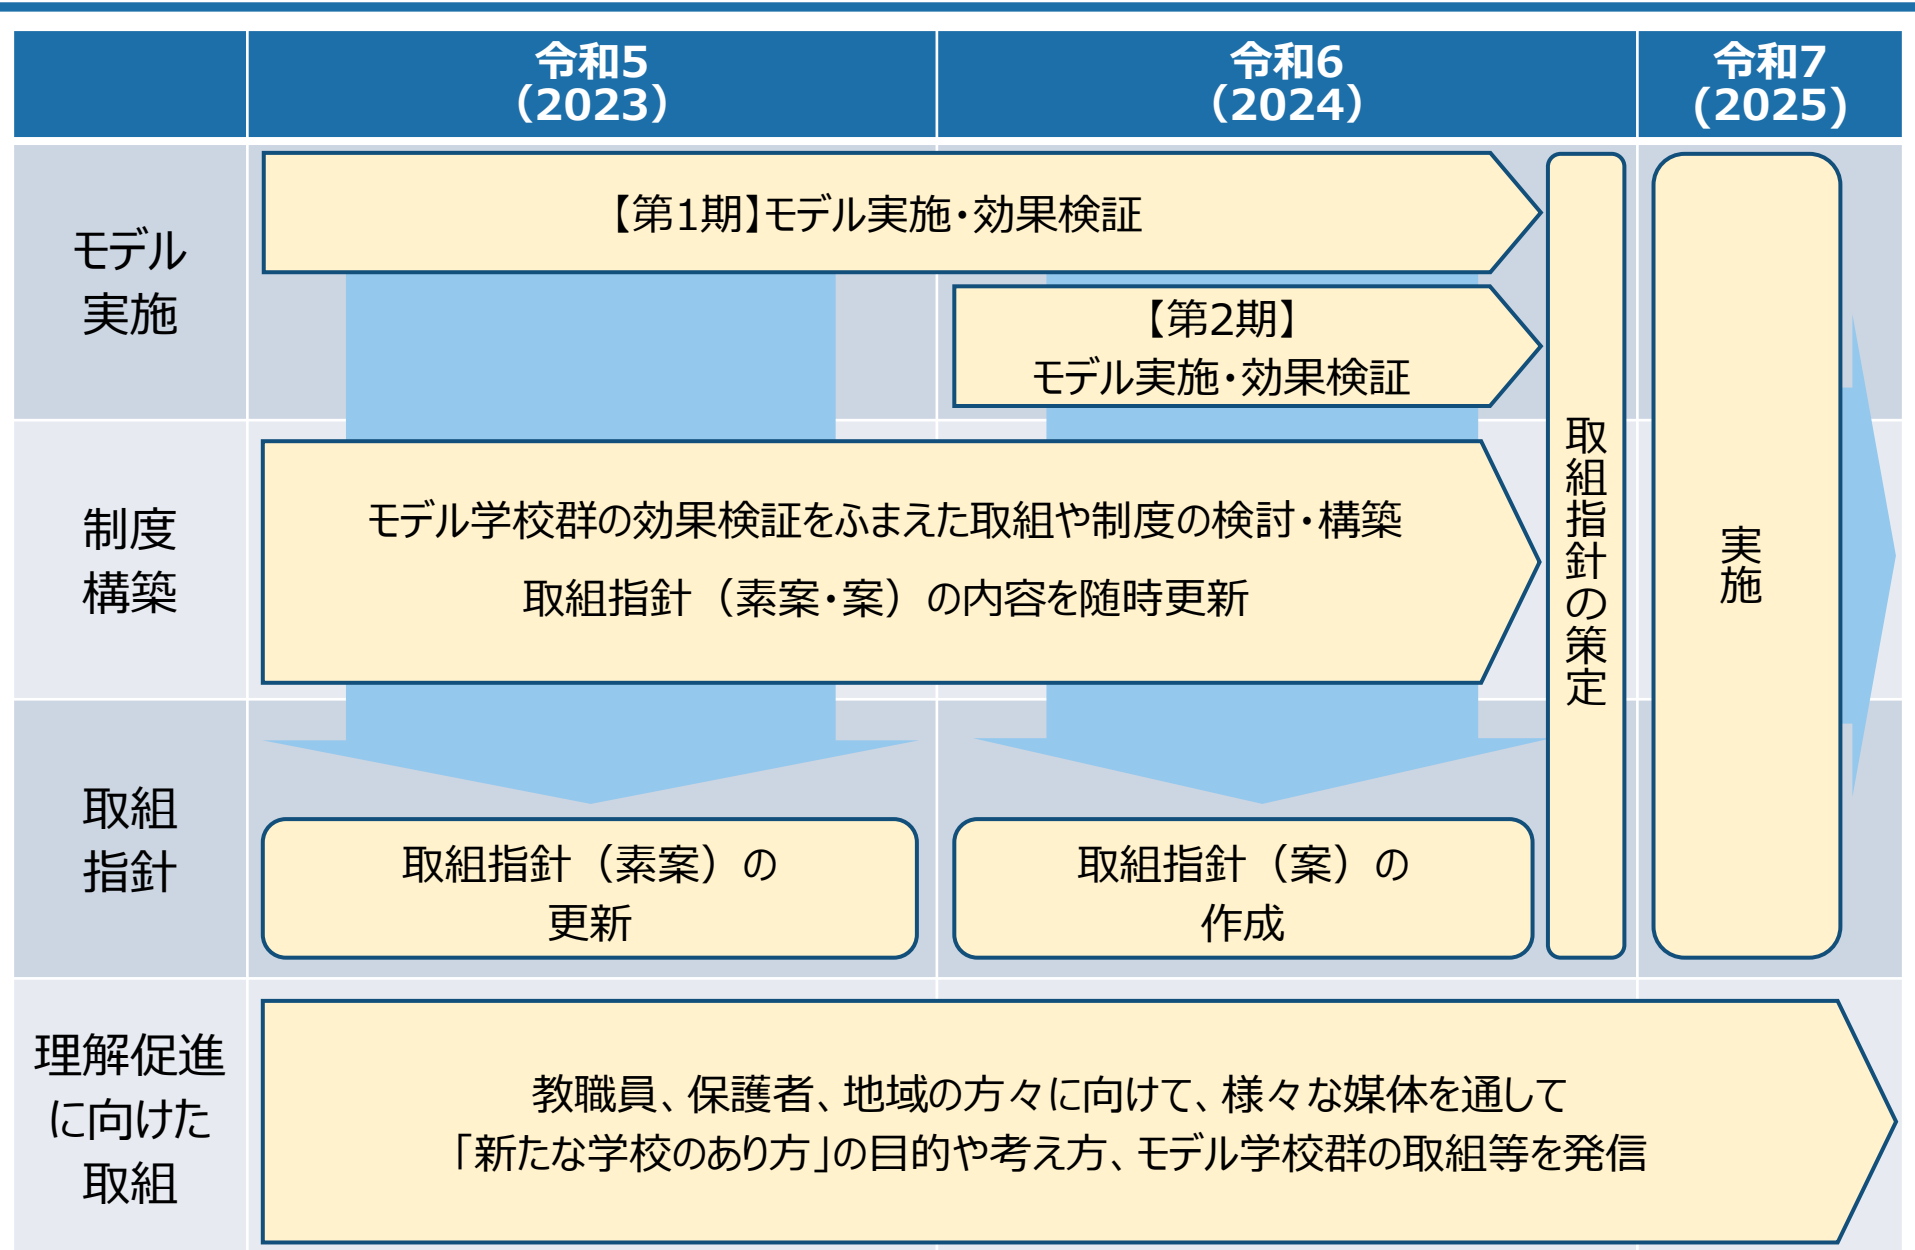 令和5
（2023）
令和6
（2024）
令和7
(2025)
モデル
実施
【第1期】モデル実施・効果検証
【第2期】
モデル実施・効果検証
制度
構築
モデル学校群の効果検証をふまえた取組や制度の検討・構築
取組指針（素案・案）の内容を随時更新
取組指針の策定
実施
取組
指針
取組指針（素案）の
更新
取組指針（案）の
作成
理解促進
に向けた
取組
教職員、保護者、地域の方々に向けて、様々な媒体を通して
「新たな学校のあり方」の目的や考え方、モデル学校群の取組等を発信